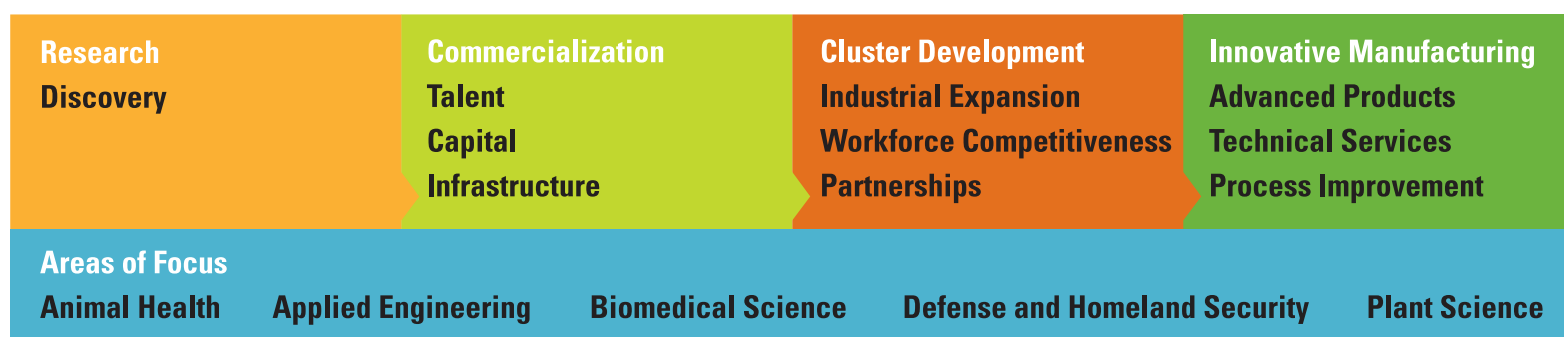 Research
Discovery
Commercialization
Talent
Capital
Infrastructure
Cluster Development
Industrial Expansion
Workforce Competitiveness
Partnerships
Innovative Manufacturing
Advanced Products
Technical Services
Process Improvement
Areas of Focus
Animal Health Applied Engineering Biomedical Science Defense and Homeland Security Plant Science